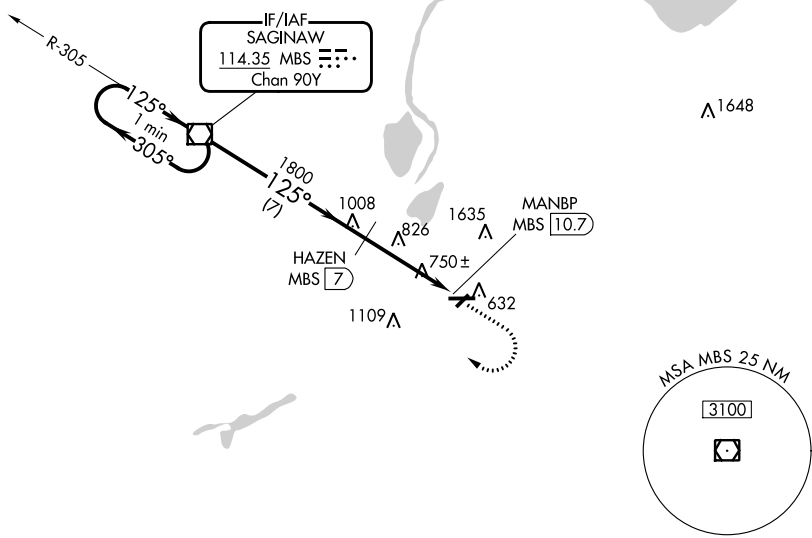 IF/IAF
SAGINAW
114.35 MBS
Chan 90Y
R-305
125°
1 min
305°
1648
1800
125°
(7)
1008
826
1635
MANBP
MBS 10.7
HAZEN
MBS 7
750±
632
1109
MSA MBS 25 NM
3100